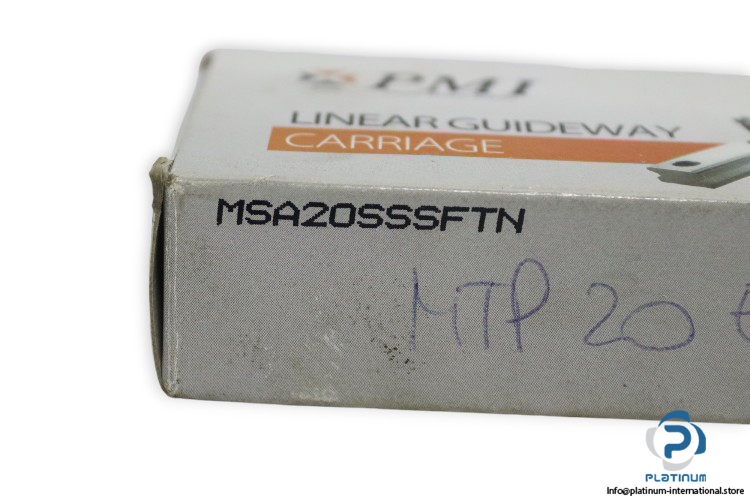 PMI
LINEAR GUIDEWAY
CARRIAGE
MSA20SSSFTN
MTP 20
PLATINUM
Info@platinum-international.store